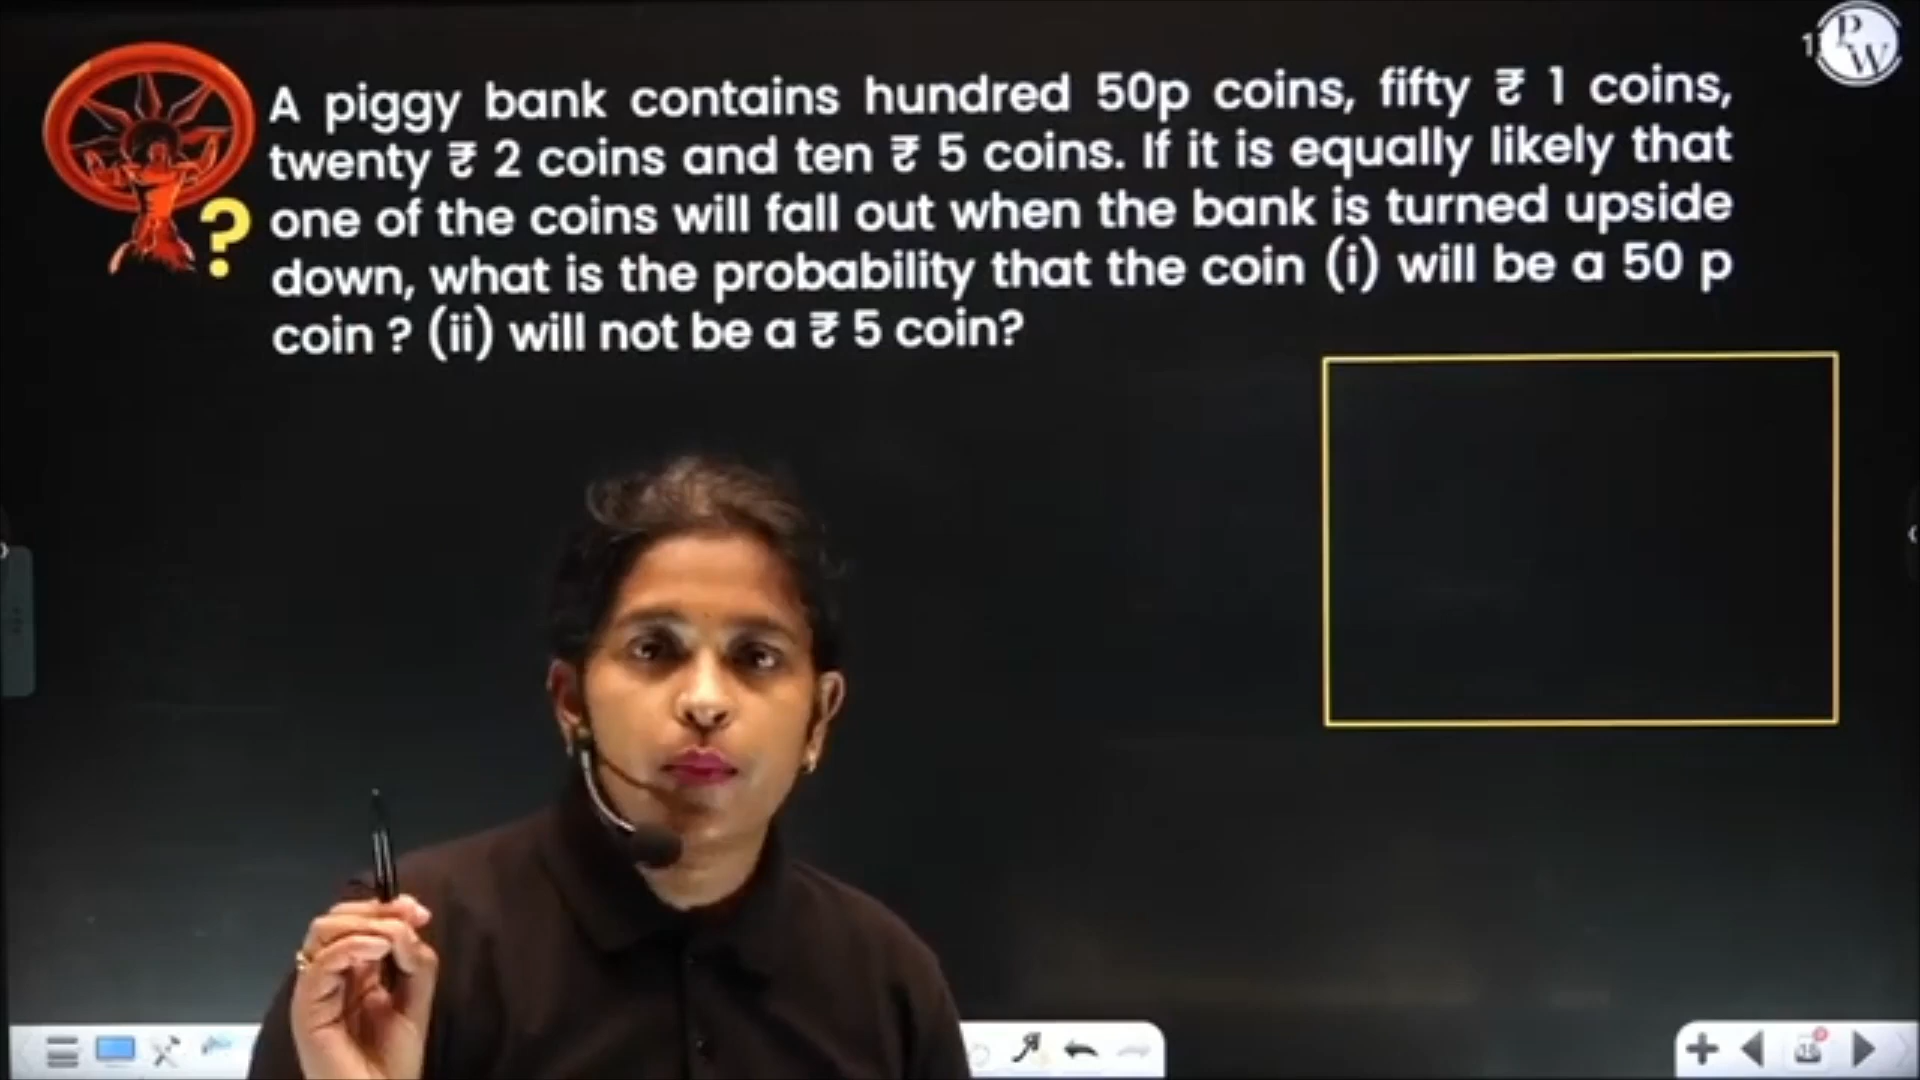 A piggy bank contains hundred 50p coins, fifty ₹ 1 coins,
twenty ₹ 2 coins and ten ₹ 5 coins. If it is equally likely that
one of the coins will fall out when the bank is turned upside
down, what is the probability that the coin (i) will be a 50 p
coin ? (ii) will not be a ₹ 5 coin?
?
PW